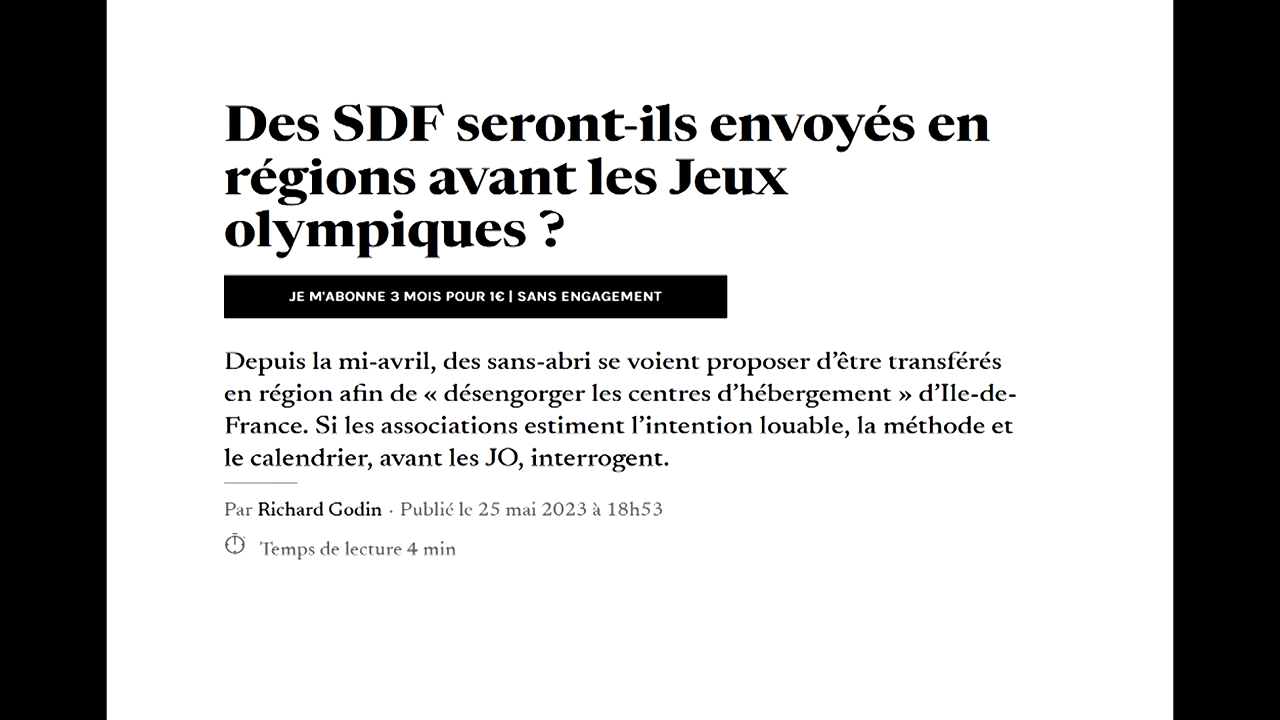 Des SDF seront-ils envoyés en
régions avant les Jeux
olympiques ?
JE M'ABONNE 3 MOIS POUR 1€ | SANS ENGAGEMENT
Depuis la mi-avril, des sans-abri se voient proposer d’être transférés
en région afin de « désengorger les centres d’hébergement » d’Ile-de-
France. Si les associations estiment l’intention louable, la méthode et
le calendrier, avant les JO, interrogent.
Par Richard Godin · Publié le 25 mai 2023 à 18h53
Temps de lecture 4 min